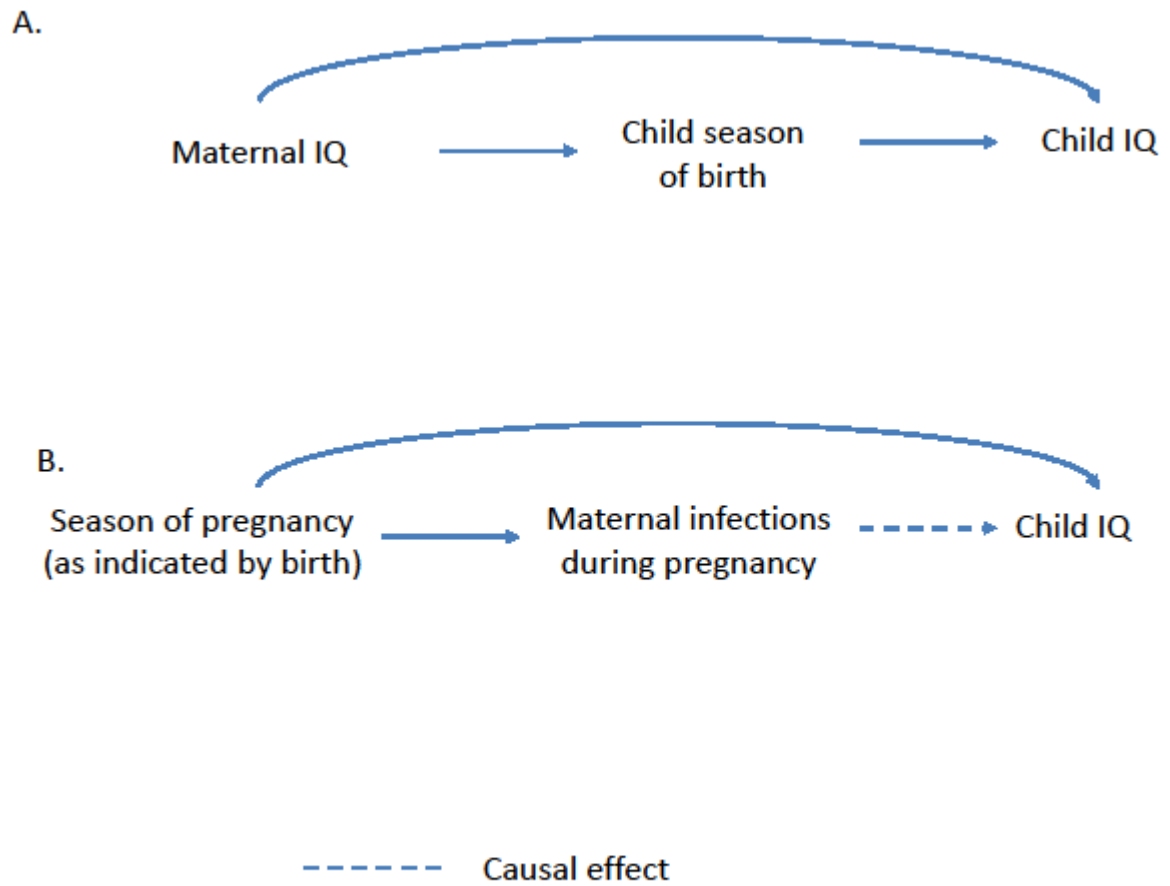 A.
Maternal IQ
Child season
of birth
Child IQ
B.
Season of pregnancy
(as indicated by birth)
Maternal infections
during pregnancy
Child IQ
Causal effect